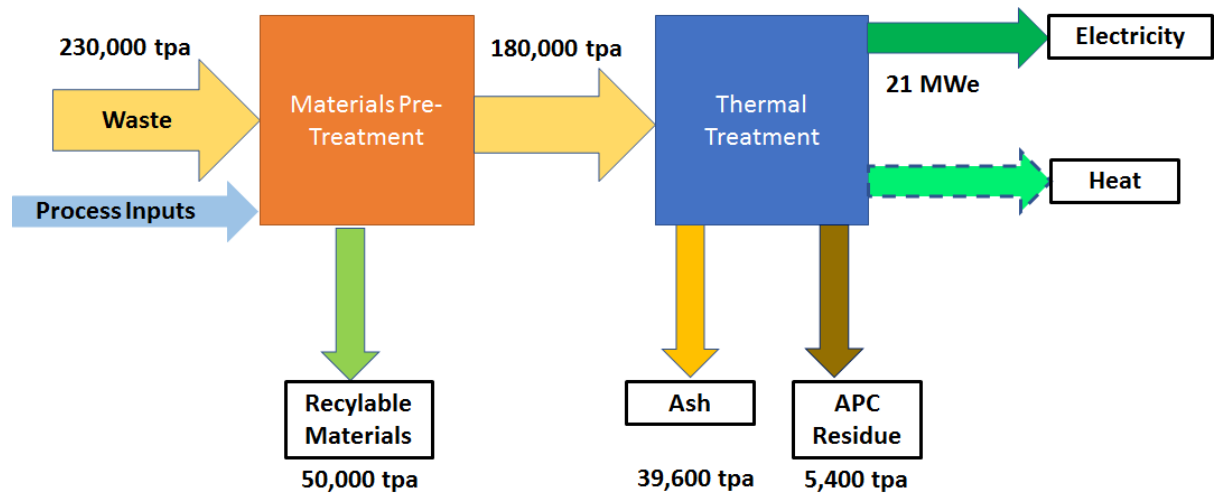 230,000 tpa
180,000 tpa
Electricity
Waste
Materials Pre-
Treatment
Thermal
Treatment
21 MWe
Process Inputs
Heat
Recylable
Materials
50,000 tpa
Ash
39,600 tpa
APC
Residue
5,400 tpa